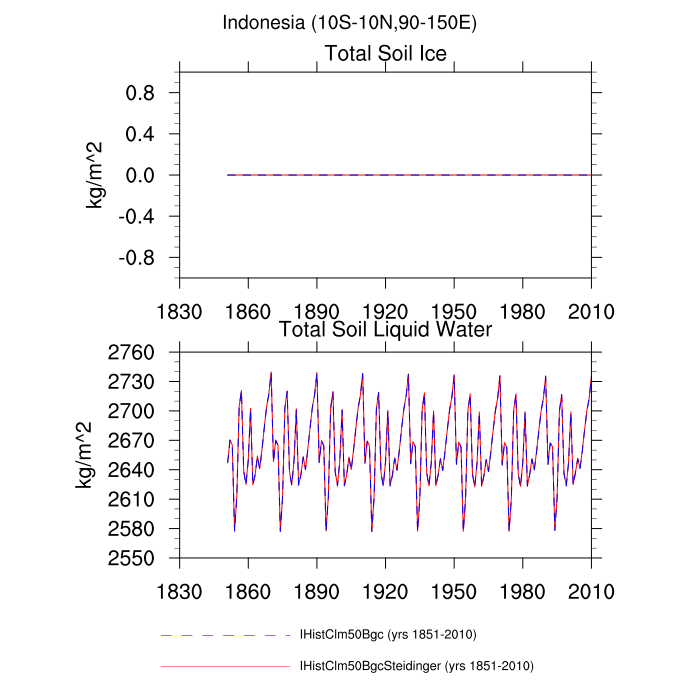 Indonesia (10S-10N,90-150E)
Total Soil Ice
0.8
0.4
0.0
-0.4
-0.8
kg/m^2
1830 1860 1890 1920 1950 1980 2010
Total Soil Liquid Water
2760
2730
2700
2670
2640
2610
2580
2550
kg/m^2
1830 1860 1890 1920 1950 1980 2010
IHistClm50Bgc (yrs 1851-2010)
IHistClm50BgcSteidinger (yrs 1851-2010)